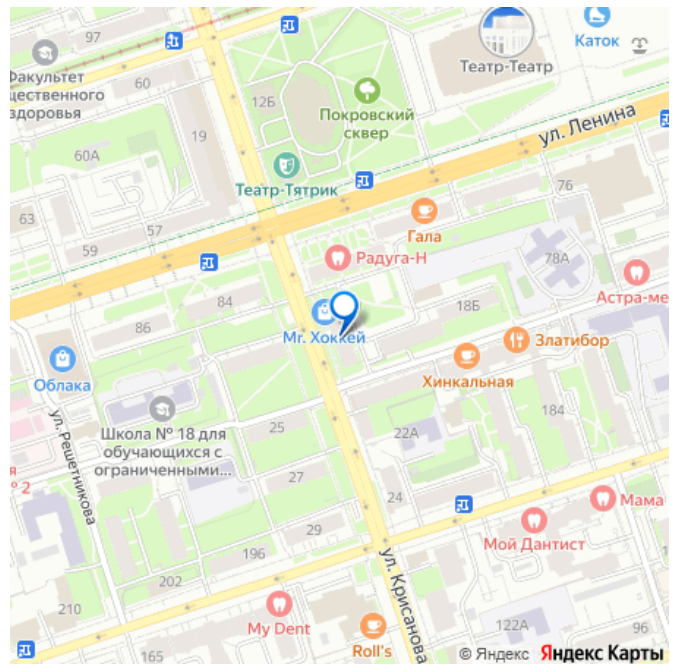 97
Каток
Театр-Театр
Факультет
щественного
здоровья
60
12Б
Покровский
сквер
19
ул. Ленина
60А
Театр-Тятрик
76
63
57
59
Гала
Радуга-Н
78А
Астра-ме
84
86
Mr. Хоккей
18Б
Златибор
Облака
Хинкальная
ул. Решетникова
Школа № 18 для
обучающихся с
ограниченными...
25
22А
184
я
№ 2
27
24
Мама
29
Мой Дантист
196
202
ул. Крисанова
210
My Dent
122А
96
165
Roll's
© Яндекс Яндекс Карты